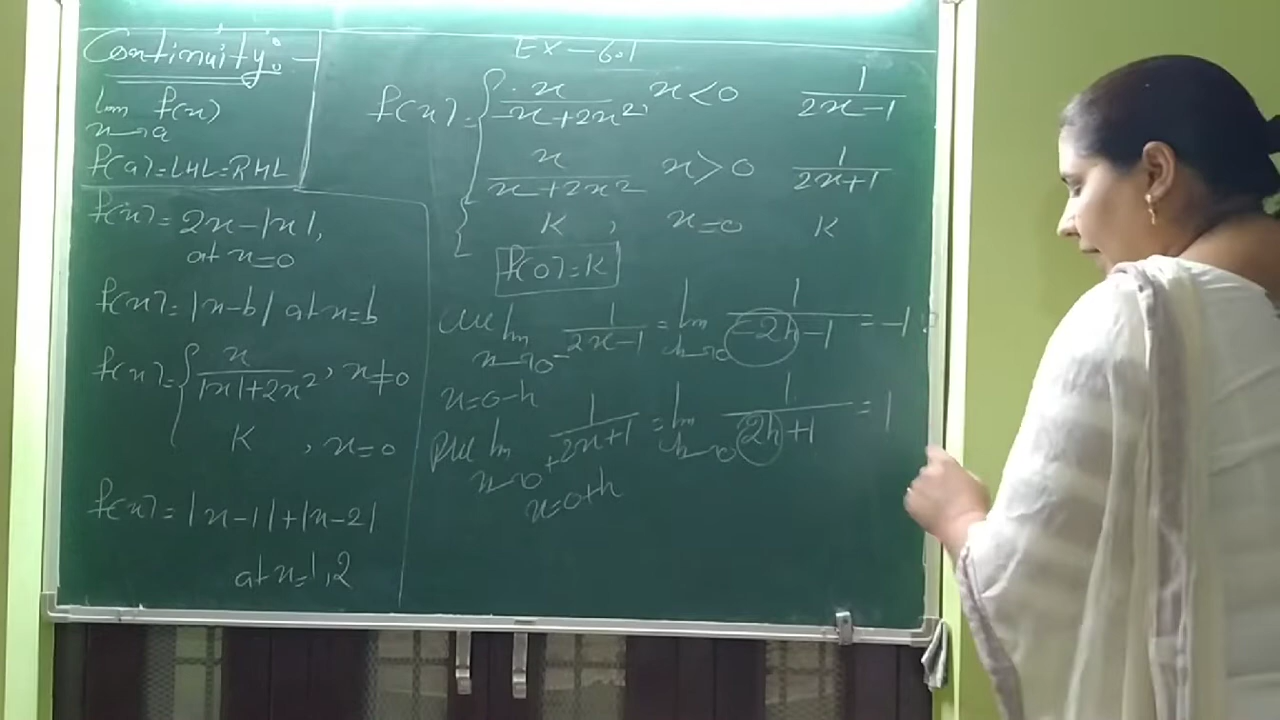 Continuity:-
lim f(x)
x→a
f(a)=LHL=RHL
f(x)= 2x-|x|,
at x=0
f(x)= |x-b| at x=b
f(x)= { x/(|x|+2x²), x≠0
K , x=0
f(x)= |x-1|+|x-2|
at x=1,2
Ex-6.1
f(x)= { x/(-x+2x²), x<0 1/(2x-1)
x/(x+2x²) x>0 1/(2x+1)
K , x=0 K
f(0)=K
LHL lim x→0⁻ 1/(2x-1) = lim h→0 1/(-2h-1) = -1
x=0-h
RHL lim x→0⁺ 1/(2x+1) = lim h→0 1/(2h+1) = 1
x=0+h